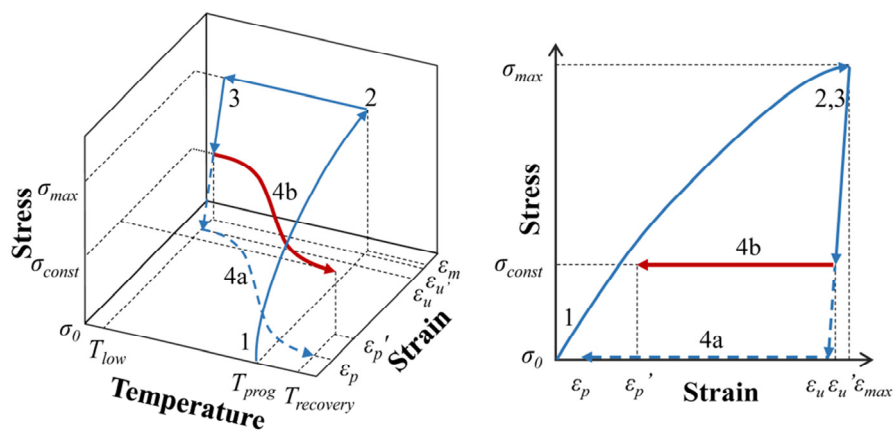 3
2
4b
4a
1
Stress
σmax
σconst
σ0
Tlow
Temperature
Tprog
Trecovery
εp
εp'
Strain
εu
εu'
εm
σmax
2,3
Stress
σconst
4b
1
4a
σ0
εp
εp'
Strain
εu
εu'
εmax